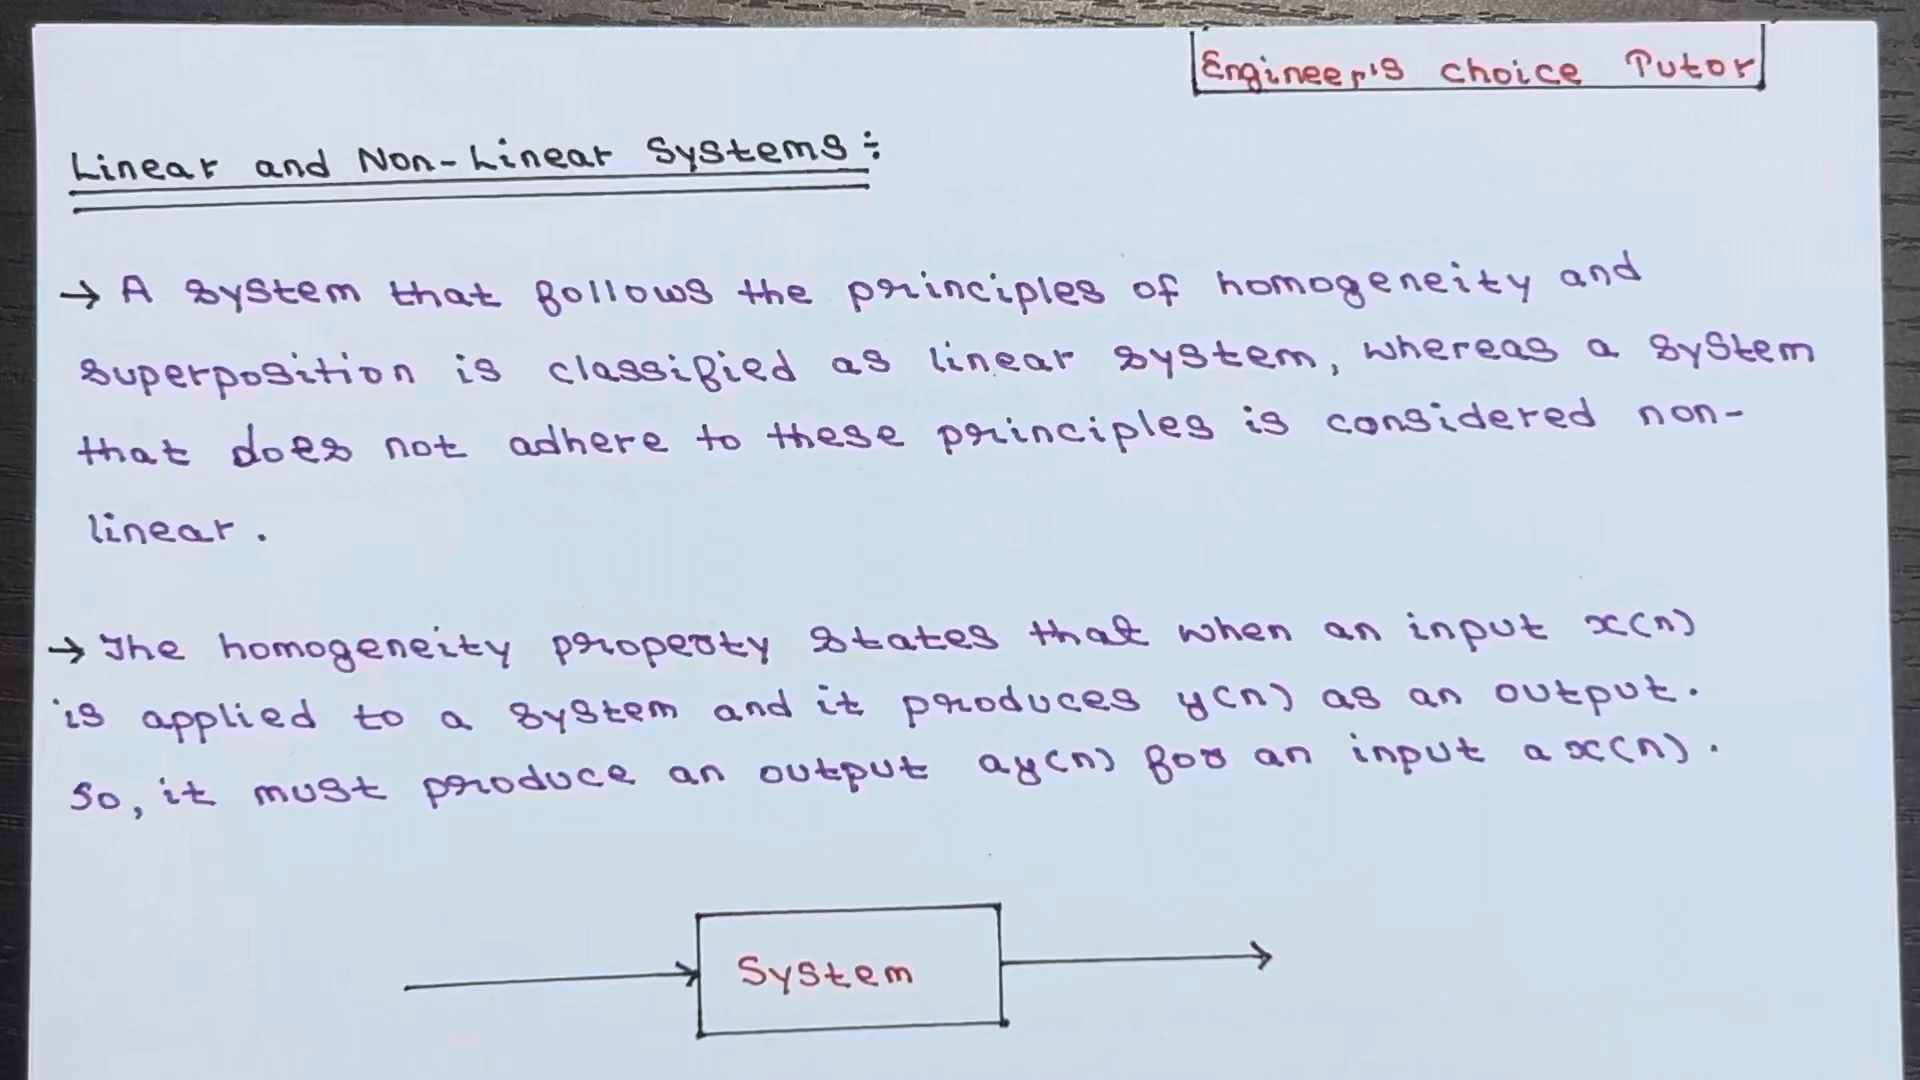 Engineer's choice Tutor
Linear and Non-Linear Systems:
→ A system that follows the principles of homogeneity and
superposition is classified as linear system, whereas a system
that does not adhere to these principles is considered non-
linear.
→ The homogeneity property states that when an input x(n)
is applied to a system and it produces y(n) as an output.
So, it must produce an output ay(n) for an input a x(n).
System